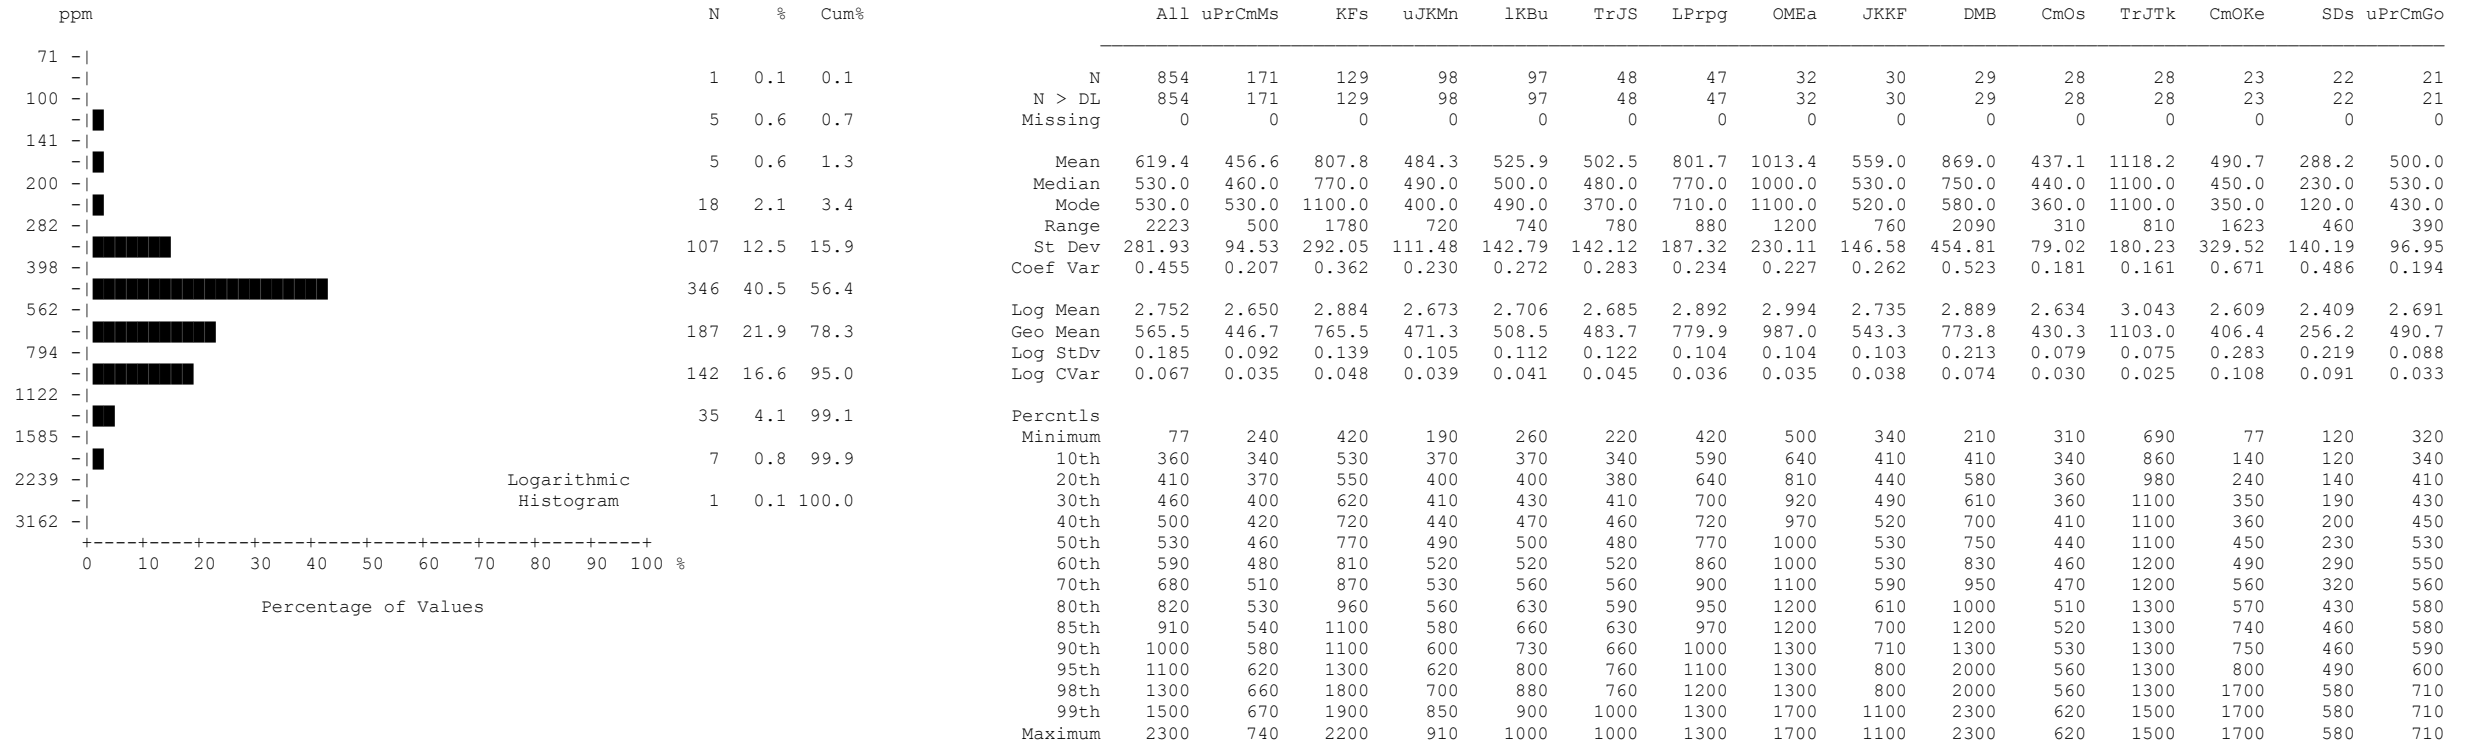 ppm N % Cum% All uPrCmMs KFs uJKMn lKBu TrJS LPrpg OMEa JKKF DMB CmOs TrJTk CmOKe SDs uPrCmGo
71 -|
-| 1 0.1 0.1 N 854 171 129 98 97 48 47 32 30 29 28 28 23 22 21
100 -| N > DL 854 171 129 98 97 48 47 32 30 29 28 28 23 22 21
-| 5 0.6 0.7 Missing 0 0 0 0 0 0 0 0 0 0 0 0 0 0 0
141 -|
-| 5 0.6 1.3 Mean 619.4 456.6 807.8 484.3 525.9 502.5 801.7 1013.4 559.0 869.0 437.1 1118.2 490.7 288.2 500.0
200 -| Median 530.0 460.0 770.0 490.0 500.0 480.0 770.0 1000.0 530.0 750.0 440.0 1100.0 450.0 230.0 530.0
-| 18 2.1 3.4 Mode 530.0 530.0 1100.0 400.0 490.0 370.0 710.0 1100.0 520.0 580.0 360.0 1100.0 350.0 120.0 430.0
282 -| Range 2223 500 1780 720 740 780 880 1200 760 2090 310 810 1623 460 390
-| 107 12.5 15.9 St Dev 281.93 94.53 292.05 111.48 142.79 142.12 187.32 230.11 146.58 454.81 79.02 180.23 329.52 140.19 96.95
398 -| Coef Var 0.455 0.207 0.362 0.230 0.272 0.283 0.234 0.227 0.262 0.523 0.181 0.161 0.671 0.486 0.194
-| 346 40.5 56.4
562 -| Log Mean 2.752 2.650 2.884 2.673 2.706 2.685 2.892 2.994 2.735 2.889 2.634 3.043 2.609 2.409 2.691
-| 187 21.9 78.3 Geo Mean 565.5 446.7 765.5 471.3 508.5 483.7 779.9 987.0 543.3 773.8 430.3 1103.0 406.4 256.2 490.7
794 -| Log StDv 0.185 0.092 0.139 0.105 0.112 0.122 0.104 0.104 0.103 0.213 0.079 0.075 0.283 0.219 0.088
-| 142 16.6 95.0 Log CVar 0.067 0.035 0.048 0.039 0.041 0.045 0.036 0.035 0.038 0.074 0.030 0.025 0.108 0.091 0.033
1122 -|
-| 35 4.1 99.1 Percntls
1585 -| Minimum 77 240 420 190 260 220 420 500 340 210 310 690 77 120 320
-| 7 0.8 99.9 10th 360 340 530 370 370 340 590 640 410 410 340 860 140 120 340
2239 -| Logarithmic 20th 410 370 550 400 400 380 640 810 440 580 360 980 240 140 410
-| Histogram 1 0.1 100.0 30th 460 400 620 410 430 410 700 920 490 610 360 1100 350 190 430
3162 -| 40th 500 420 720 440 470 460 720 970 520 700 410 1100 360 200 450
+----+----+----+----+----+----+----+----+----+----+ 50th 530 460 770 490 500 480 770 1000 530 750 440 1100 450 230 530
0 10 20 30 40 50 60 70 80 90 100 % 60th 590 480 810 520 520 520 860 1000 530 830 460 1200 490 290 550
70th 680 510 870 530 560 560 900 1100 590 950 470 1200 560 320 560
Percentage of Values 80th 820 530 960 560 630 590 950 1200 610 1000 510 1300 570 430 580
85th 910 540 1100 580 660 630 970 1200 700 1200 520 1300 740 460 580
90th 1000 580 1100 600 730 660 1000 1300 710 1300 530 1300 750 460 590
95th 1100 620 1300 620 800 760 1100 1300 800 2000 560 1300 800 490 600
98th 1300 660 1800 700 880 760 1200 1300 800 2000 560 1300 1700 580 710
99th 1500 670 1900 850 900 1000 1300 1700 1100 2300 620 1500 1700 580 710
Maximum 2300 740 2200 910 1000 1000 1300 1700 1100 2300 620 1500 1700 580 710